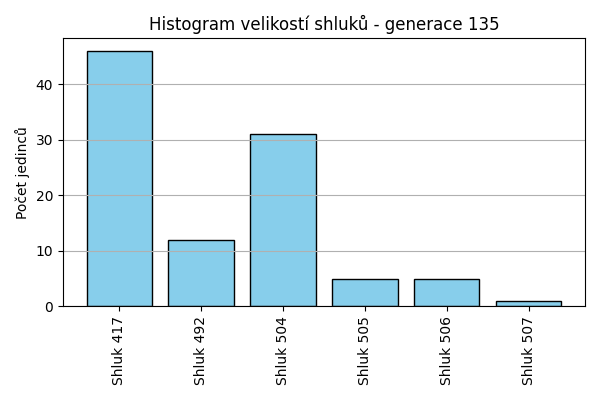 Histogram velikostí shluků - generace 135
Počet jedinců
40
30
20
10
0
Shluk 417
Shluk 492
Shluk 504
Shluk 505
Shluk 506
Shluk 507